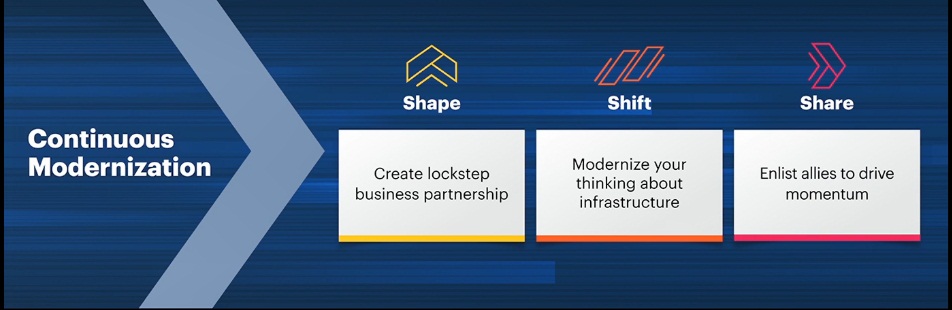 Continuous
Modernization
Shape
Shift
Share
Create lockstep
business partnership
Modernize your
thinking about
infrastructure
Enlist allies to drive
momentum